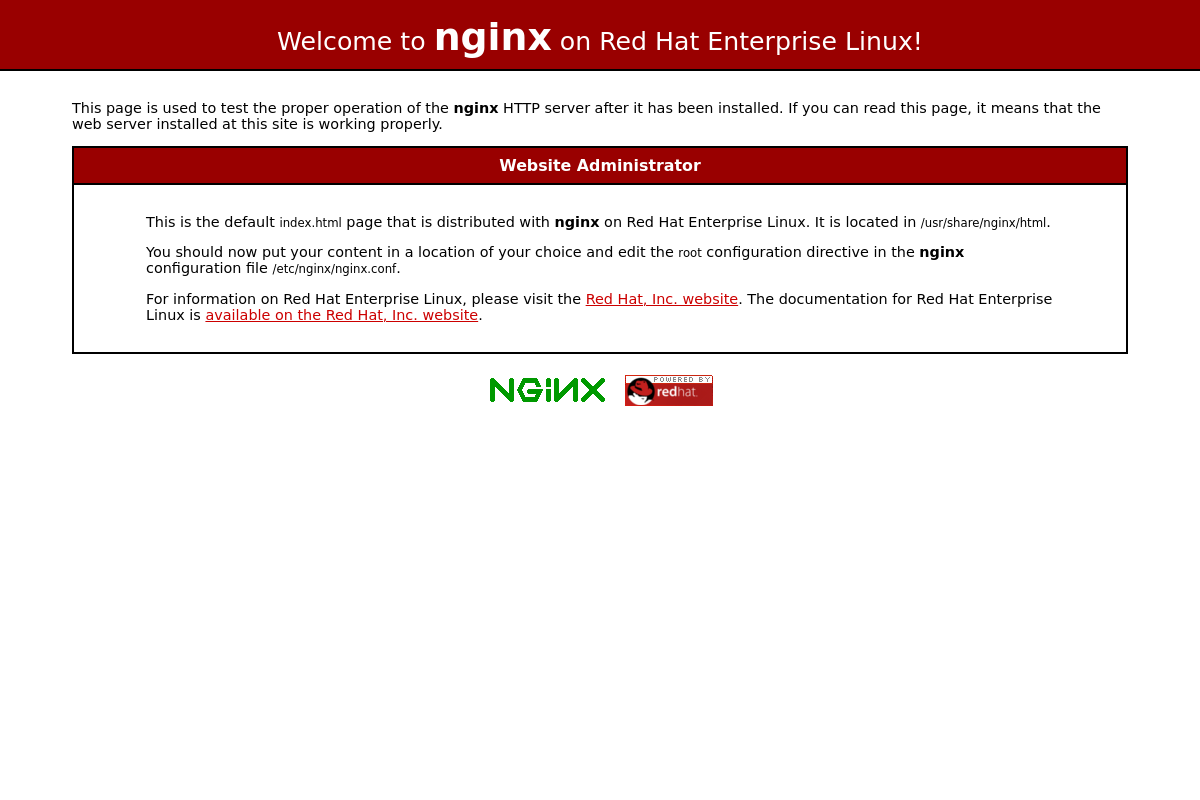 Welcome to nginx on Red Hat Enterprise Linux!
This page is used to test the proper operation of the nginx HTTP server after it has been installed. If you can read this page, it means that the
web server installed at this site is working properly.
Website Administrator
This is the default index.html page that is distributed with nginx on Red Hat Enterprise Linux. It is located in /usr/share/nginx/html.
You should now put your content in a location of your choice and edit the root configuration directive in the nginx
configuration file /etc/nginx/nginx.conf.
For information on Red Hat Enterprise Linux, please visit the Red Hat, Inc. website. The documentation for Red Hat Enterprise
Linux is available on the Red Hat, Inc. website.
NGINX
POWERED BY
redhat.